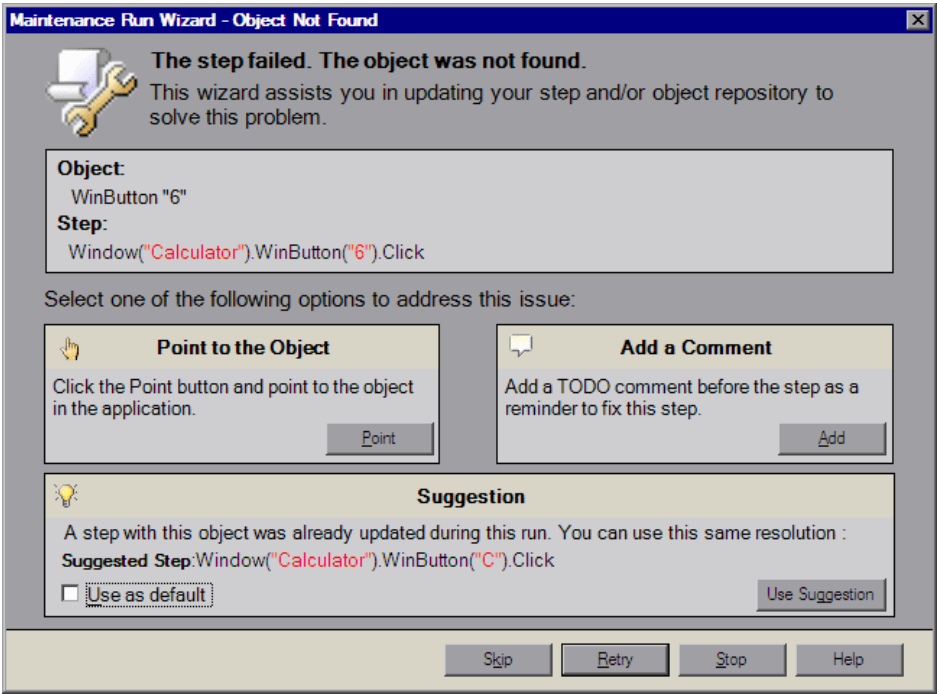 Maintenance Run Wizard - Object Not Found
The step failed. The object was not found.
This wizard assists you in updating your step and/or object repository to
solve this problem.
Object:
WinButton "6"
Step:
Window("Calculator").WinButton("6").Click
Select one of the following options to address this issue:
Point to the Object
Click the Point button and point to the object
in the application.
Point
Add a Comment
Add a TODO comment before the step as a
reminder to fix this step.
Add
Suggestion
A step with this object was already updated during this run. You can use this same resolution :
Suggested Step:Window("Calculator").WinButton("C").Click
Use as default
Use Suggestion
Skip
Retry
Stop
Help